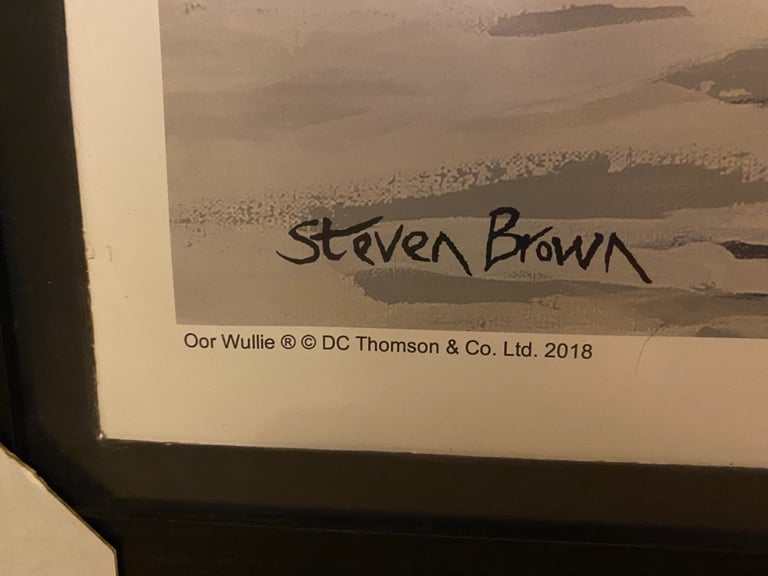 Steven Brown
Oor Wullie ® © DC Thomson & Co. Ltd. 2018